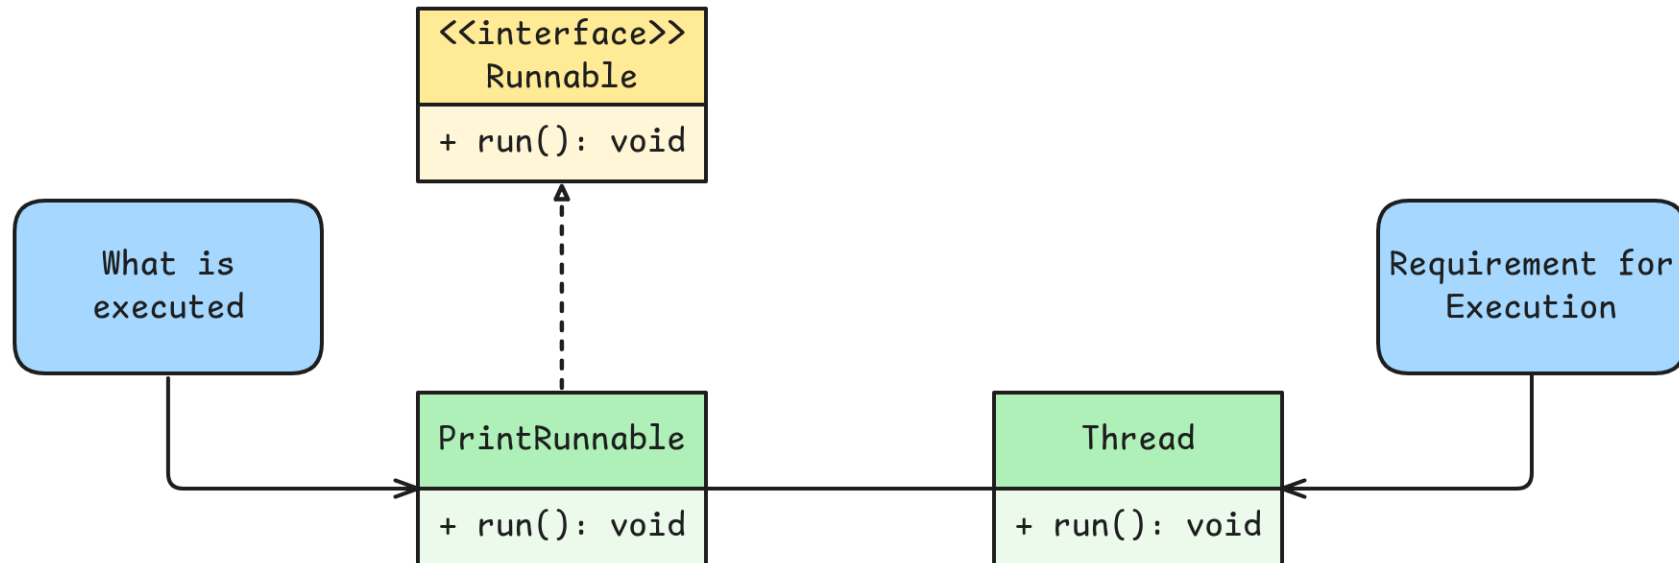 <<interface>>
Runnable
+ run(): void
What is
executed
Requirement for
Execution
PrintRunnable
+ run(): void
Thread
+ run(): void